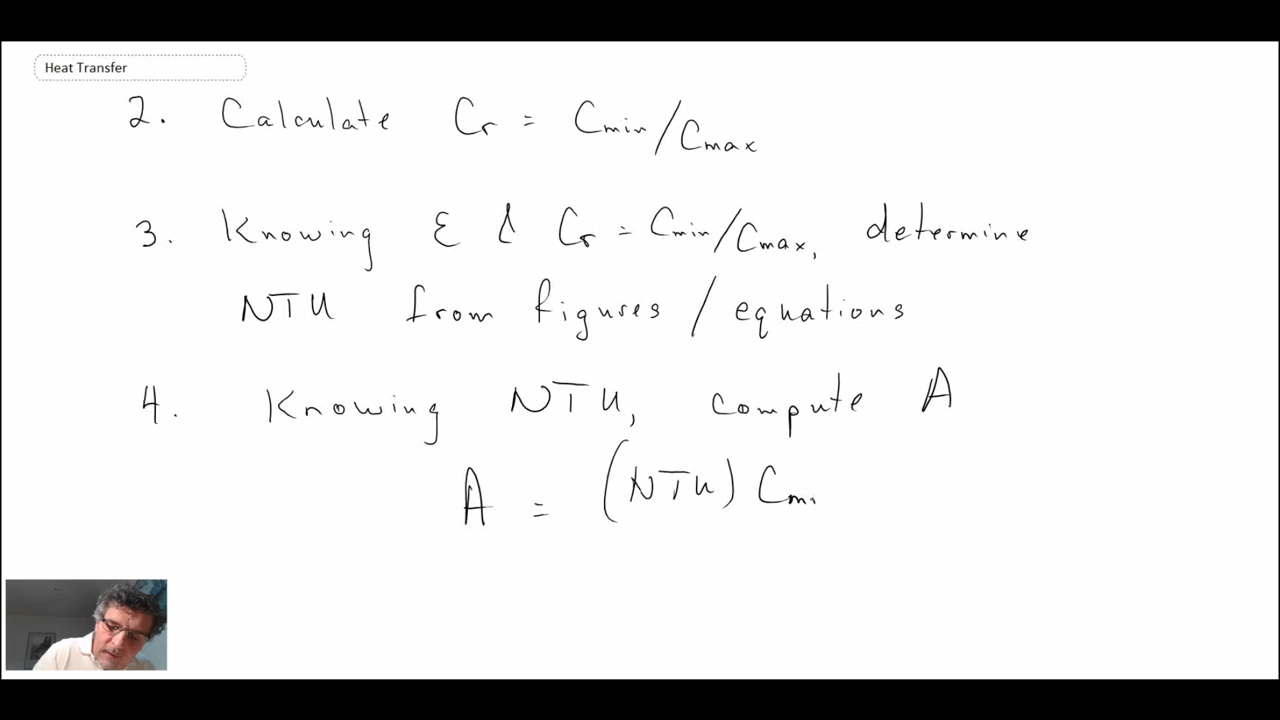 Heat Transfer
2. Calculate Cr = Cmin/Cmax
3. Knowing ε & Cr = Cmin/Cmax, determine
NTU from figures / equations
4. Knowing NTU, compute A
A = (NTU) Cmi